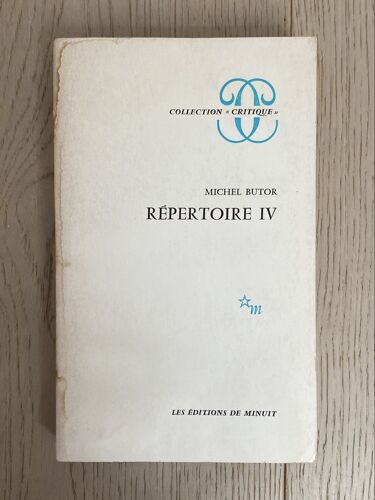 COLLECTION « CRITIQUE »
MICHEL BUTOR
RÉPERTOIRE IV
m
LES ÉDITIONS DE MINUIT